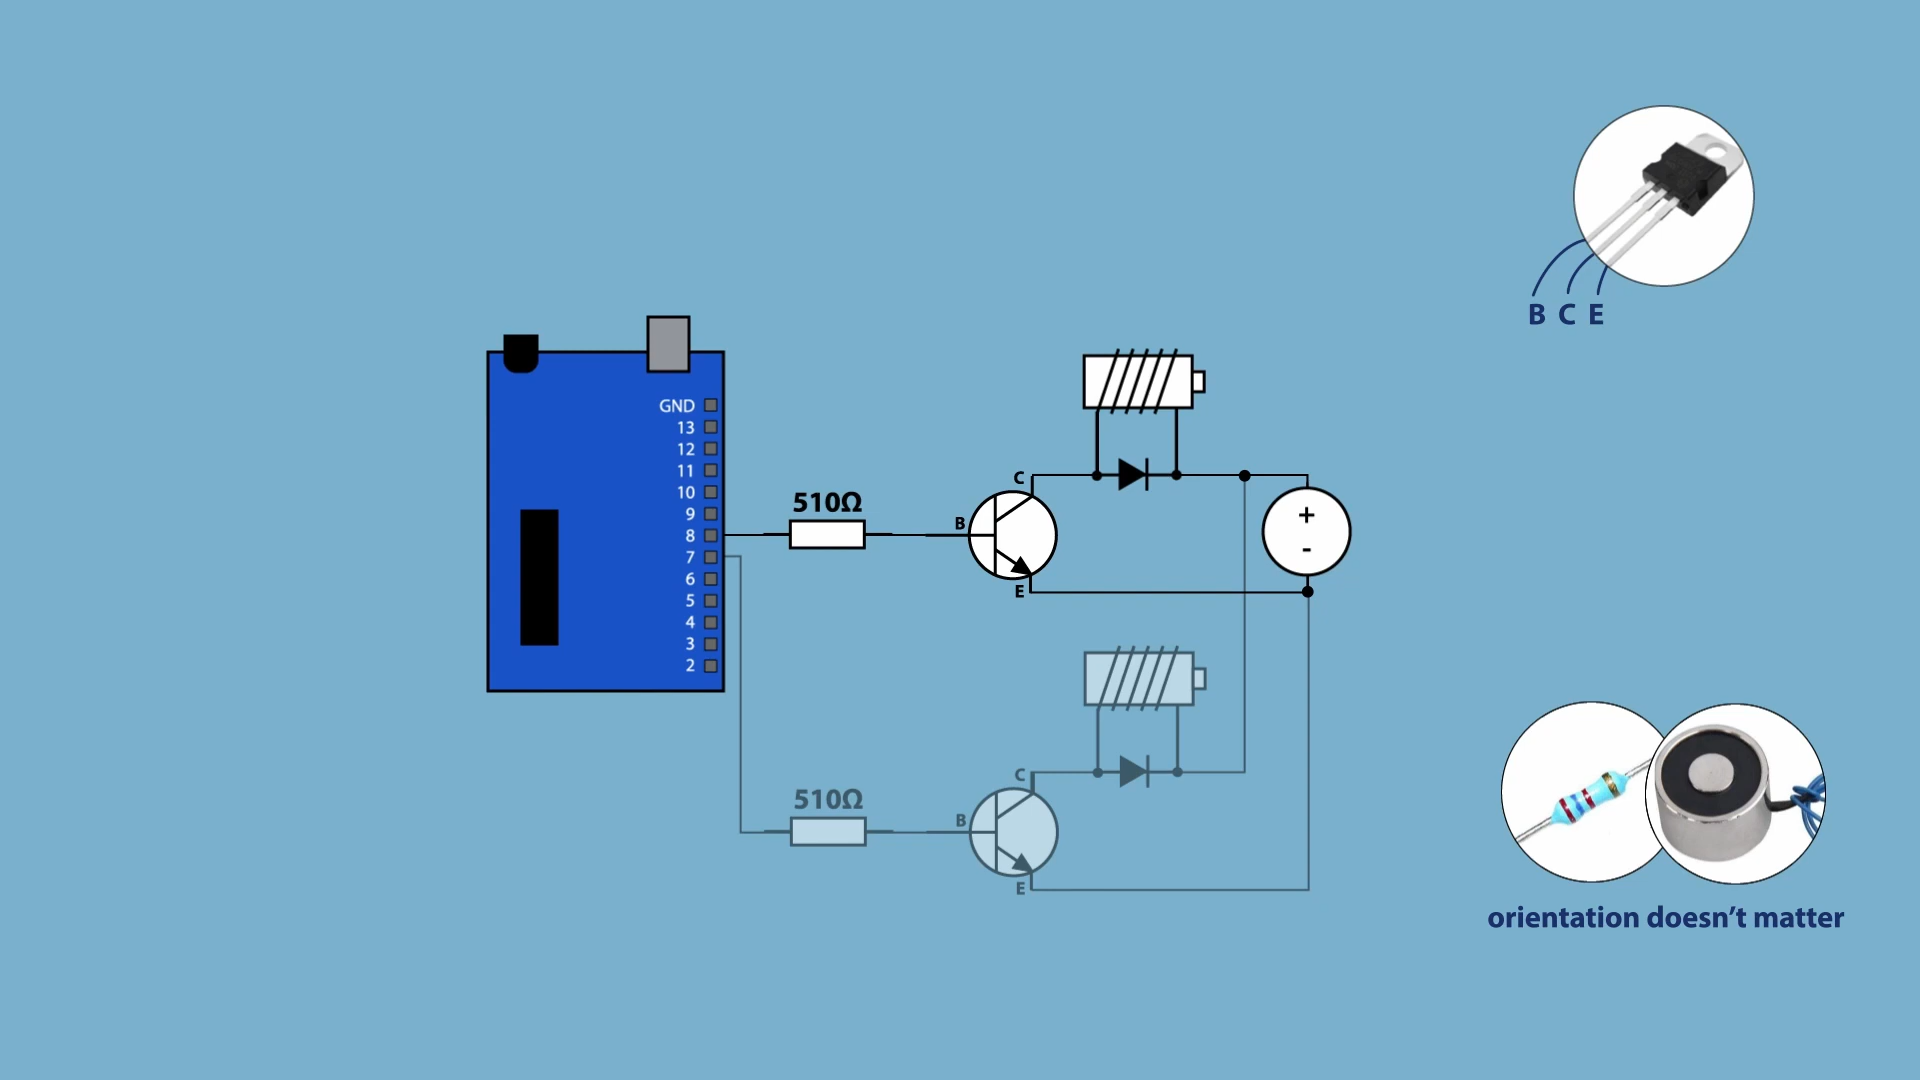 B C E
GND
13
12
11
10
9
8
7
6
5
4
3
2
510Ω
B
C
E
+
-
510Ω
B
C
E
orientation doesn't matter